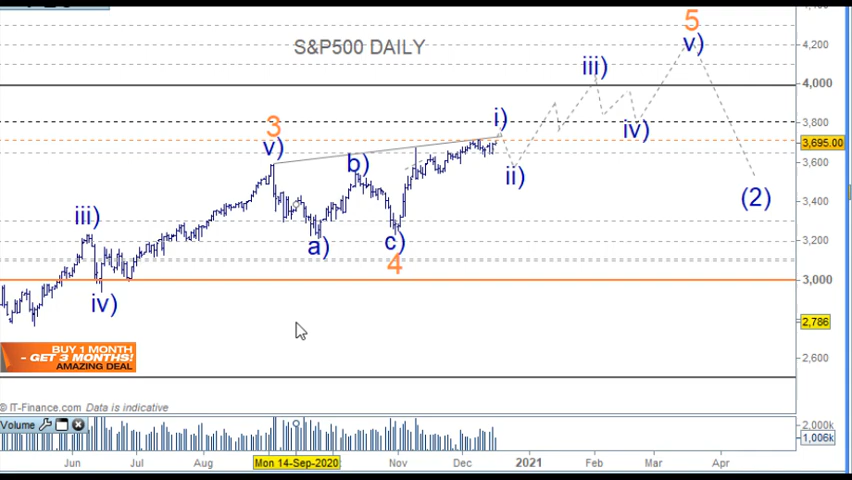 S&P500 DAILY
5
v)
4,200
iii)
4,000
i)
3,800
3
v)
iv)
3,695.00
b)
3,600
ii)
(2)
iii)
3,400
a)
c)
3,200
4
3,000
iv)
2,786
BUY 1 MONTH
- GET 3 MONTHS!
AMAZING DEAL
2,600
© IT-Finance.com Data is indicative
Volume
2,000k
1,006k
Jun Jul Aug Mon 14-Sep-2020 Nov Dec 2021 Feb Mar Apr